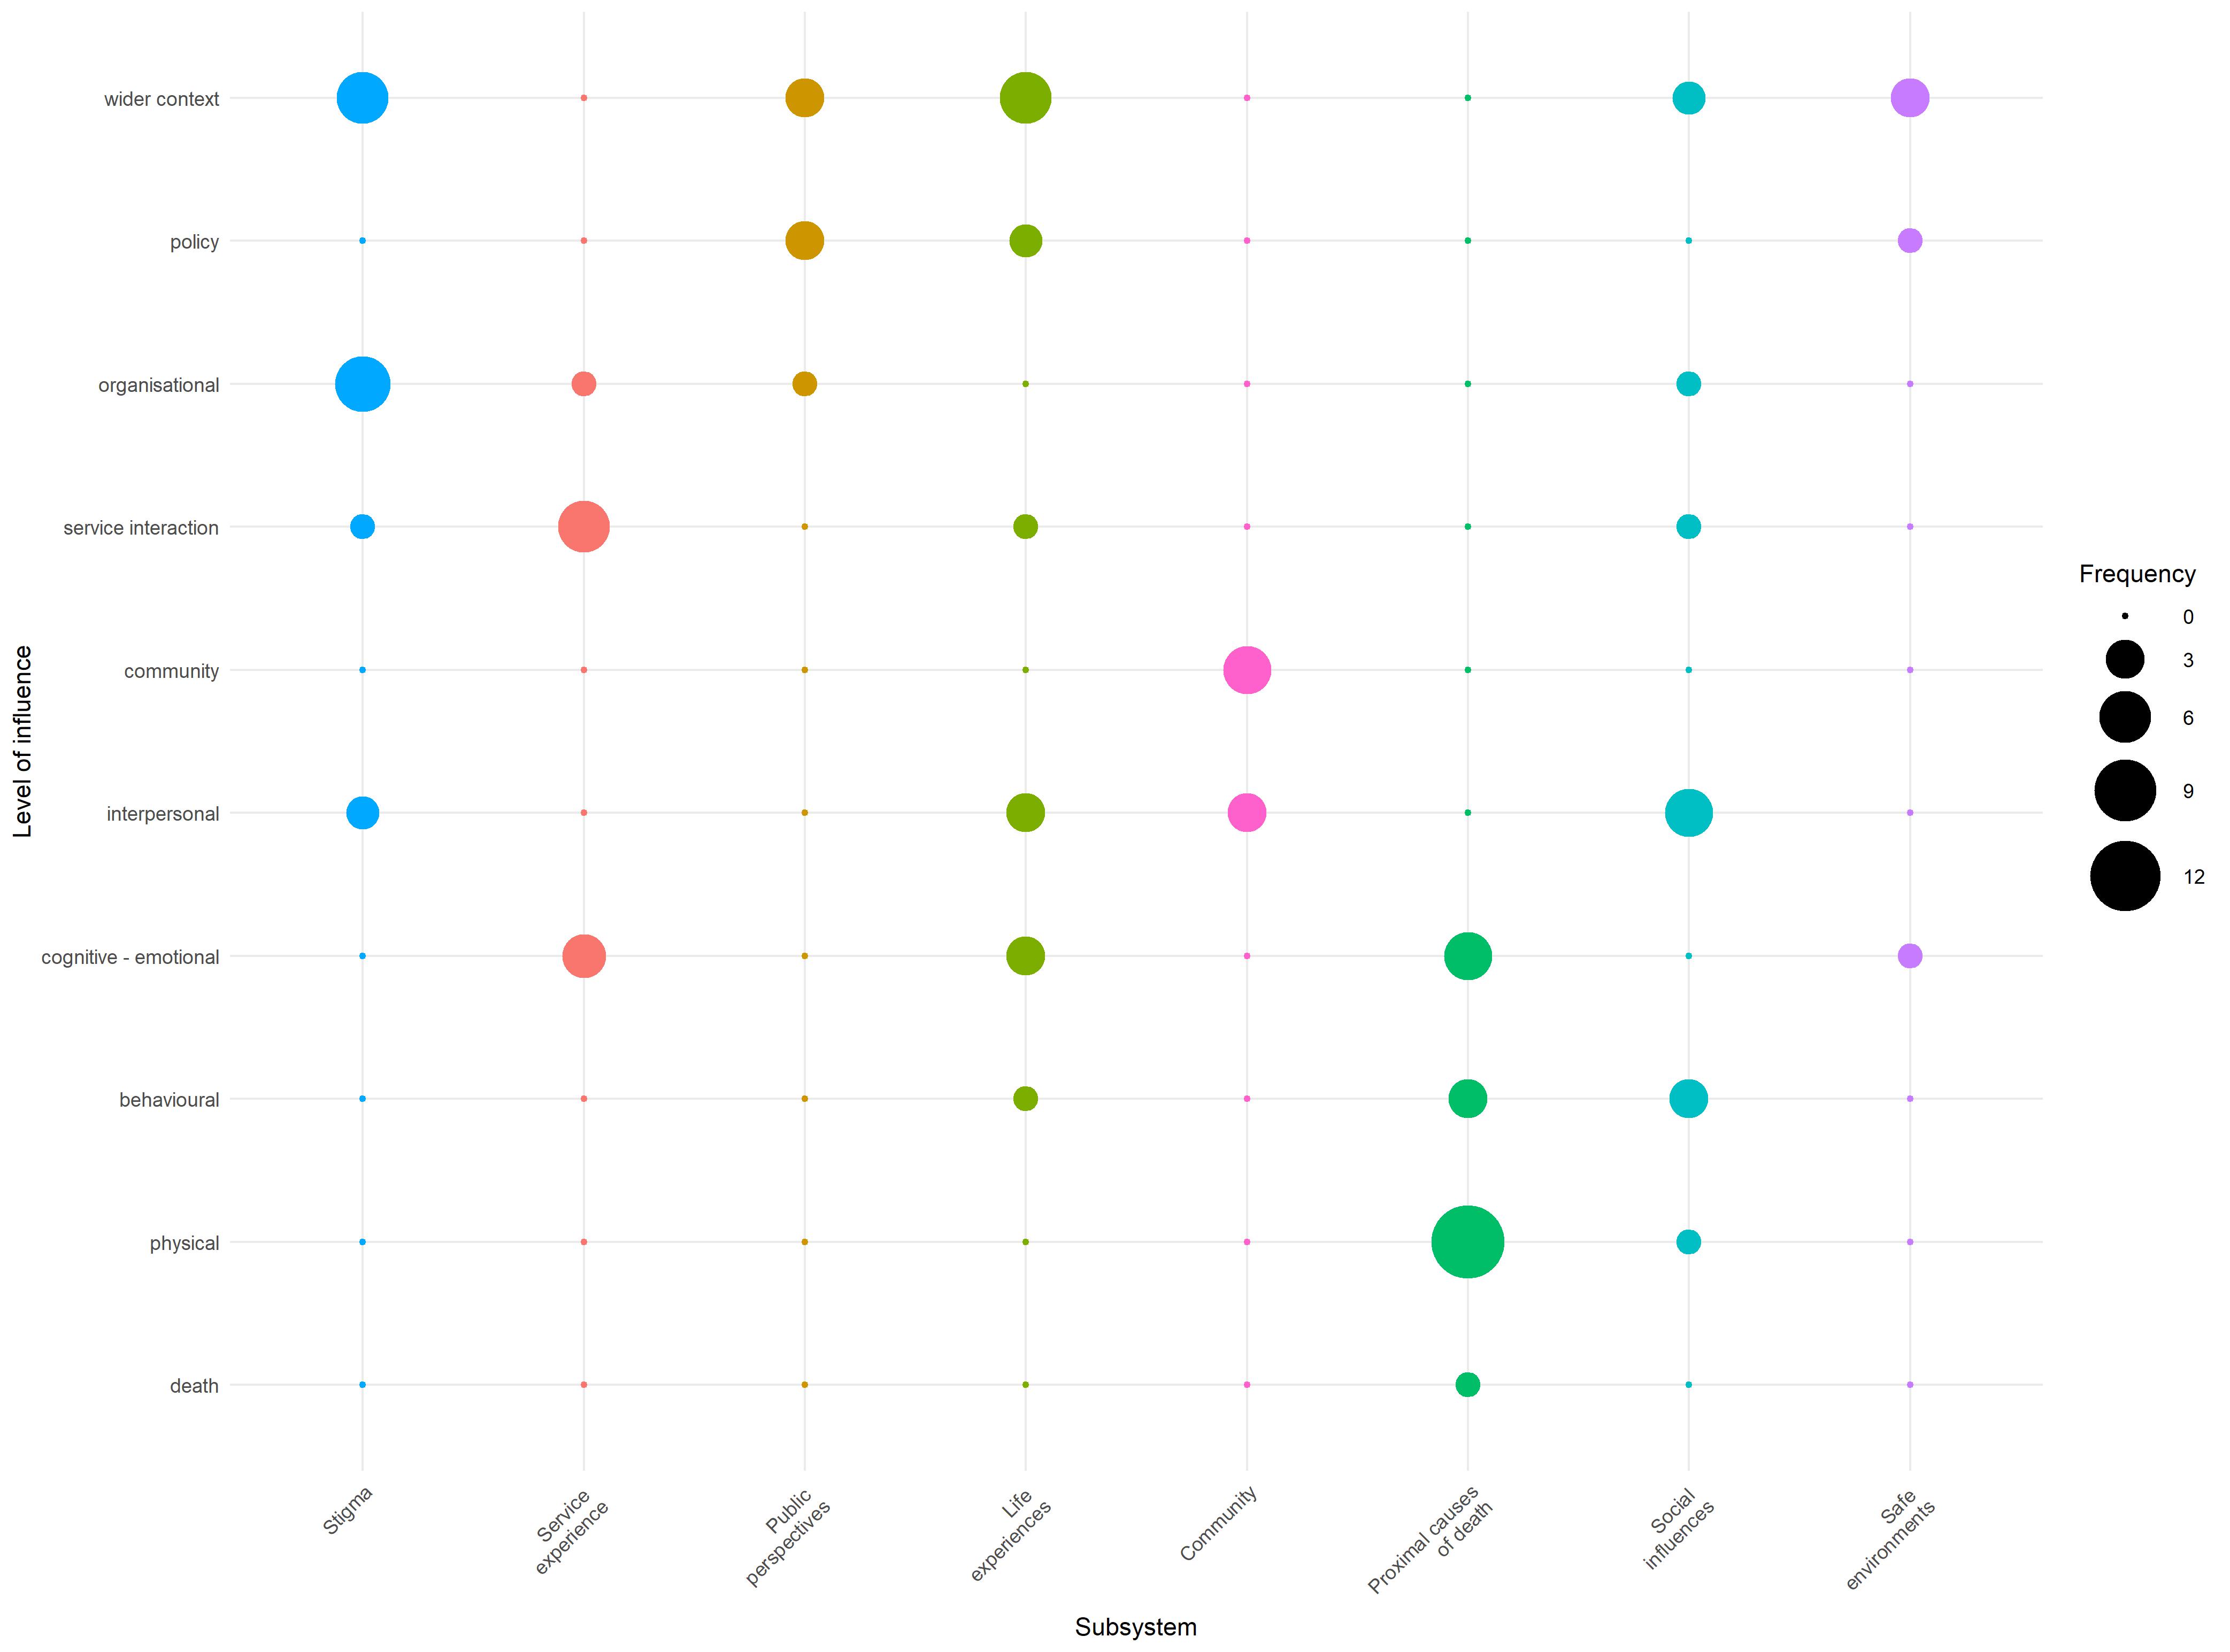 wider context
policy
organisational
service interaction
community
interpersonal
cognitive - emotional
behavioural
physical
death
Level of influence
Stigma
Service
experience
Public
perspectives
Life
experiences
Community
Proximal causes
of death
Social
influences
Safe
environments
Subsystem
Frequency
0
3
6
9
12